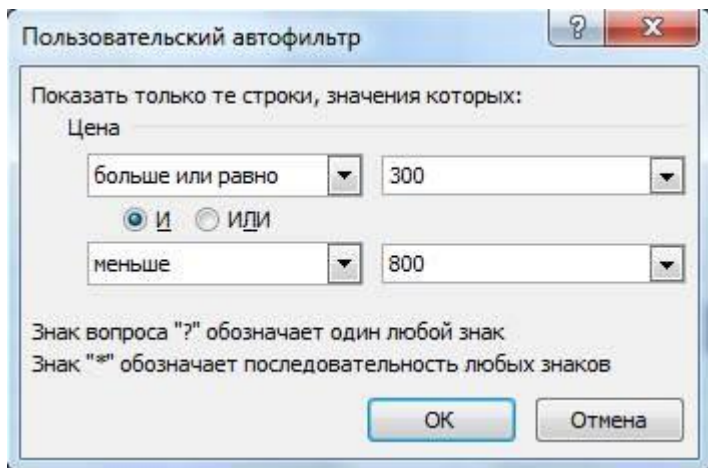 Пользовательский автофильтр
Показать только те строки, значения которых:
Цена
больше или равно 300
И ИЛИ
меньше 800
Знак вопроса "?" обозначает один любой знак
Знак "*" обозначает последовательность любых знаков
ОК Отмена